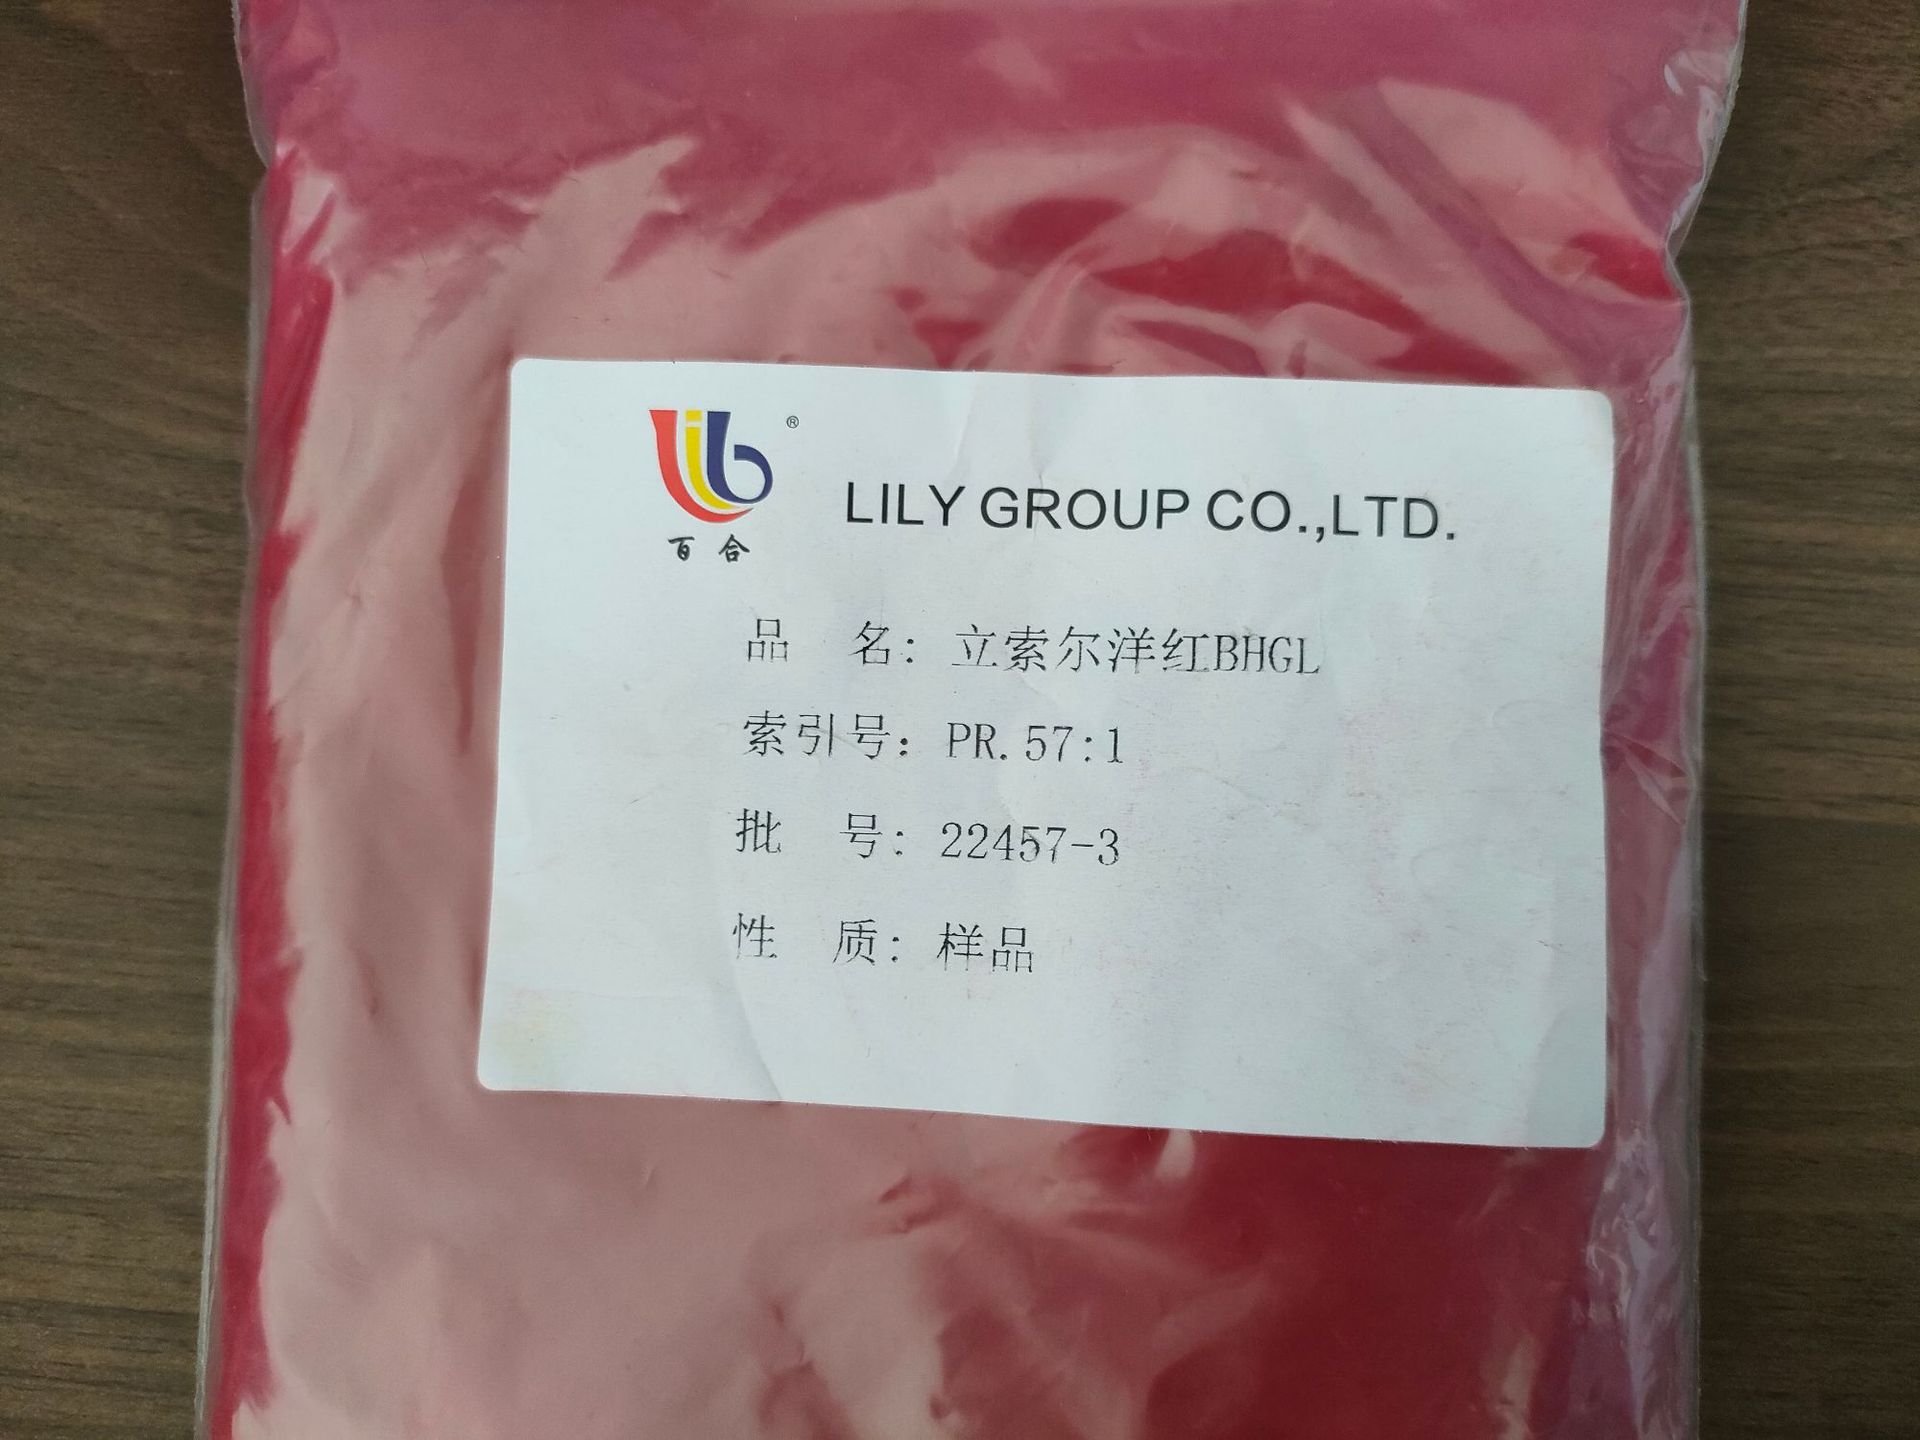 lib ®
百合
LILY GROUP CO.,LTD.
品 名: 立索尔洋红BHGL
索引号: PR.57:1
批 号: 22457-3
性 质: 样品